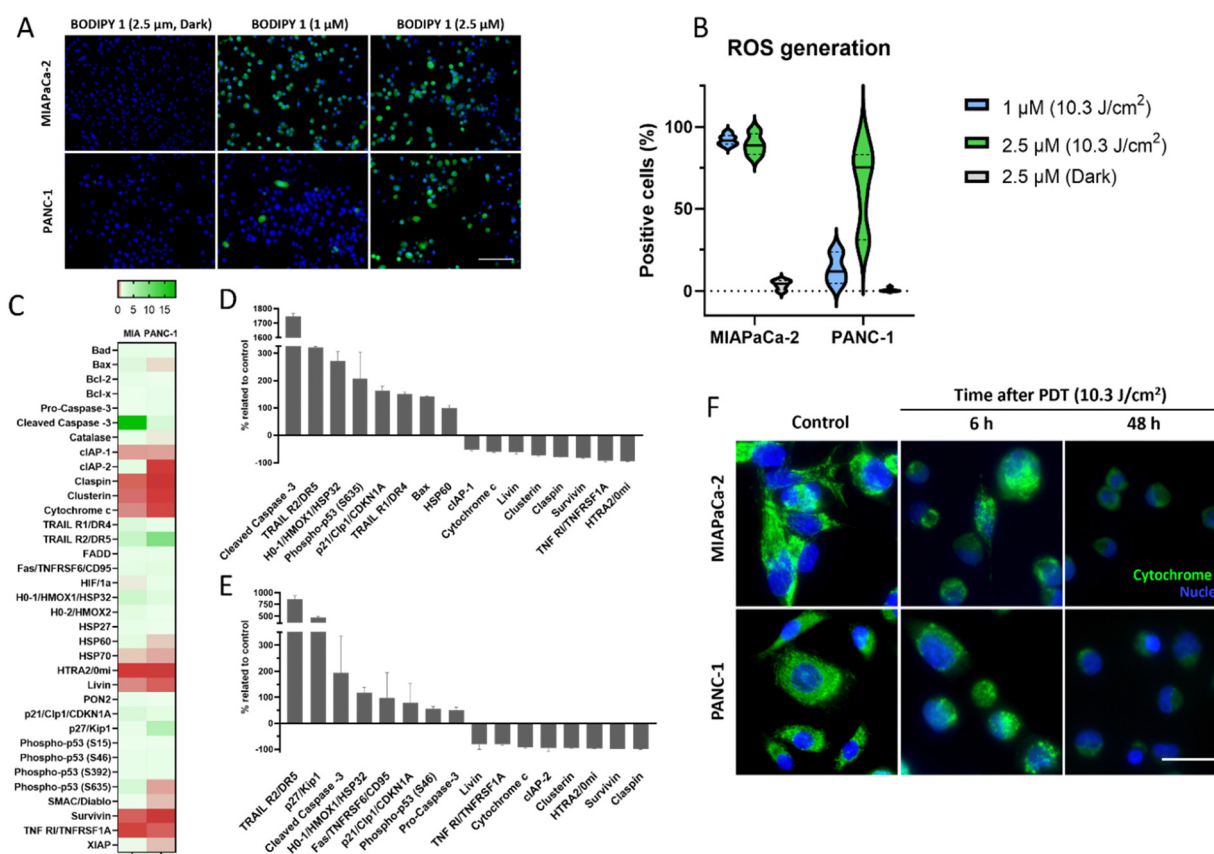 A
BODIPY 1 (2.5 µm, Dark)
BODIPY 1 (1 µM)
BODIPY 1 (2.5 µM)
MIAPaCa-2
PANC-1
B
ROS generation
Positive cells (%)
100
50
0
MIAPaCa-2
PANC-1
1 µM (10.3 J/cm²)
2.5 µM (10.3 J/cm²)
2.5 µM (Dark)
C
0 5 10 15
MIA PANC-1
Bad
Bax
Bcl-2
Bcl-x
Pro-Caspase-3
Cleaved Caspase -3
Catalase
cIAP-1
cIAP-2
Claspin
Clusterin
Cytochrome c
TRAIL R1/DR4
TRAIL R2/DR5
FADD
Fas/TNFRSF6/CD95
HIF/1a
H0-1/HMOX1/HSP32
H0-2/HMOX2
HSP27
HSP60
HSP70
HTRA2/0mi
Livin
PON2
p21/Clp1/CDKN1A
p27/Kip1
Phospho-p53 (S15)
Phospho-p53 (S46)
Phospho-p53 (S392)
Phospho-p53 (S635)
SMAC/Diablo
Survivin
TNF RI/TNFRSF1A
XIAP
D
% related to control
1800
1700
1600
300
200
100
0
-100
Cleaved Caspase -3
TRAIL R2/DR5
H0-1/HMOX1/HSP32
Phospho-p53 (S635)
p21/Clp1/CDKN1A
TRAIL R1/DR4
Bax
HSP60
cIAP-1
Cytochrome c
Livin
Clusterin
Claspin
Survivin
TNF RI/TNFRSF1A
HTRA2/0mi
E
% related to control
1000
750
500
300
200
100
0
-100
TRAIL R2/DR5
p27/Kip1
Cleaved Caspase -3
H0-1/HMOX1/HSP32
Fas/TNFRSF6/CD95
p21/Clp1/CDKN1A
Phospho-p53 (S46)
Pro-Caspase-3
Livin
TNF RI/TNFRSF1A
Cytochrome c
cIAP-2
Clusterin
HTRA2/0mi
Survivin
Claspin
F
Time after PDT (10.3 J/cm²)
Control
6 h
48 h
MIAPaCa-2
PANC-1
Cytochrome
Nucle